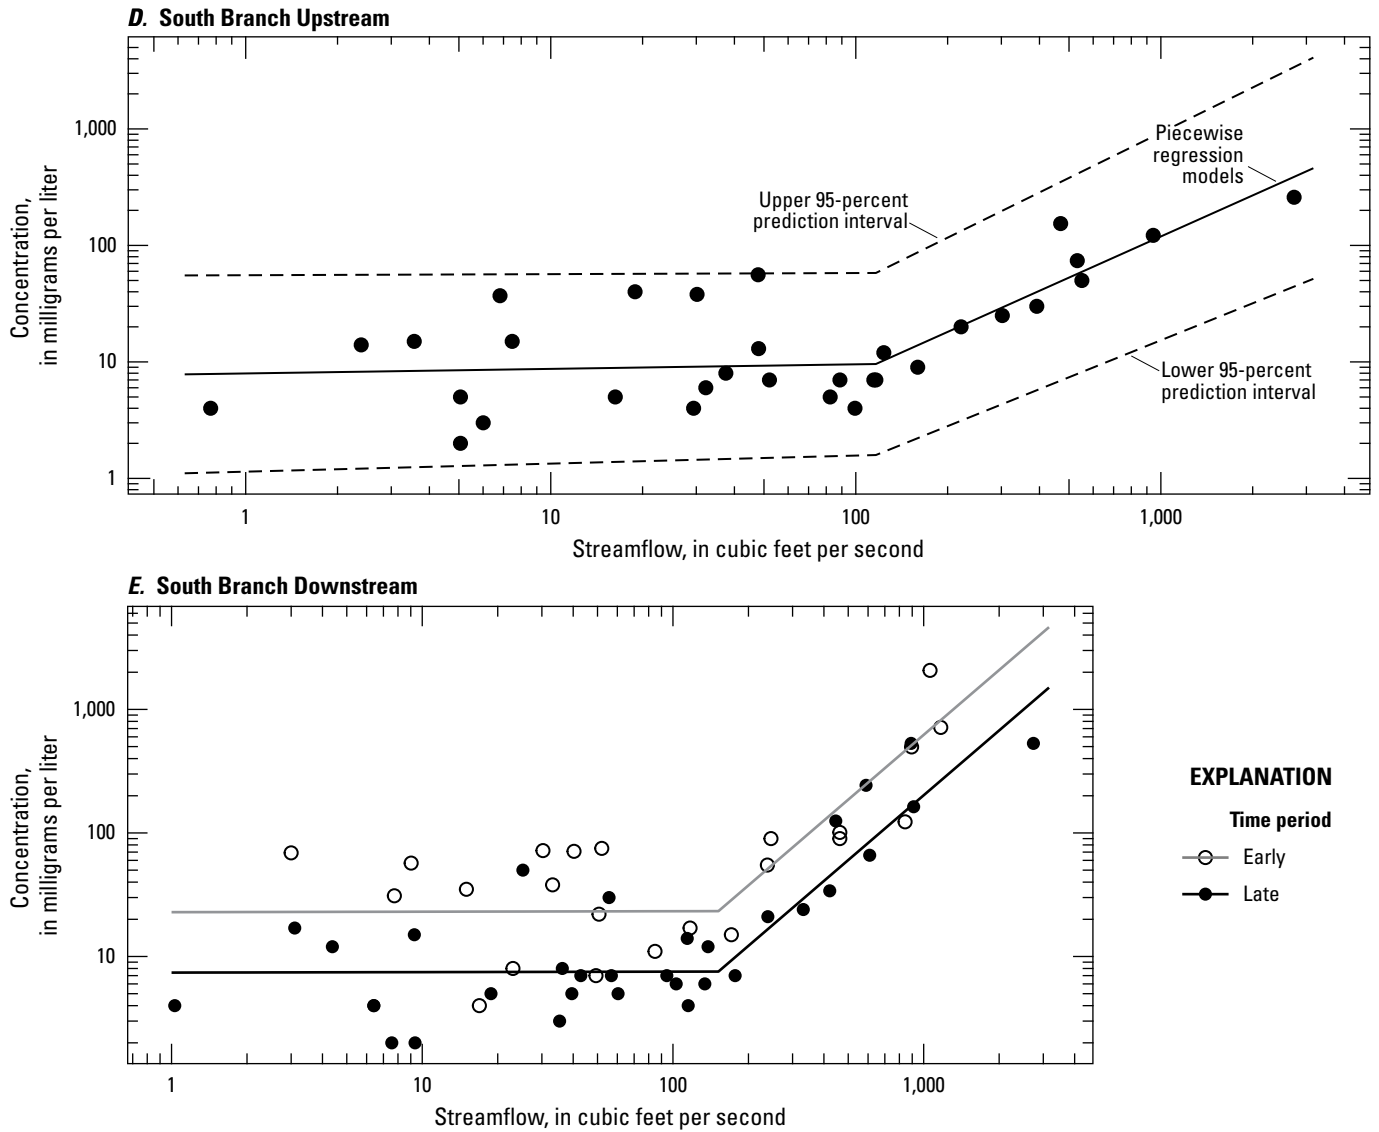 D. South Branch Upstream
1,000
100
10
1
Concentration,
in milligrams per liter
Upper 95-percent
prediction interval
Piecewise
regression
models
Lower 95-percent
prediction interval
1
10
100
1,000
Streamflow, in cubic feet per second
E. South Branch Downstream
1,000
100
10
Concentration,
in milligrams per liter
1
10
100
1,000
Streamflow, in cubic feet per second
EXPLANATION
Time period
Early
Late